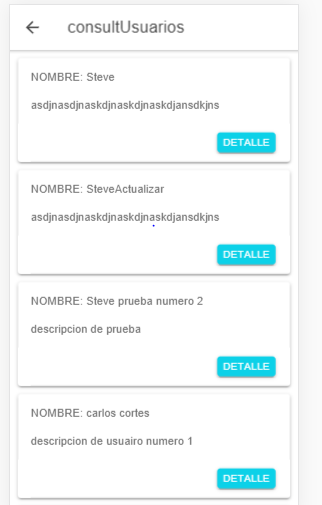 consultUsuarios
NOMBRE: Steve
asdjnasdjnaskdjnaskdjnaskdjansdkjns
DETALLE
NOMBRE: SteveActualizar
asdjnasdjnaskdjnaskdjnaskdjansdkjns
DETALLE
NOMBRE: Steve prueba numero 2
descripcion de prueba
DETALLE
NOMBRE: carlos cortes
descripcion de usuairo numero 1
DETALLE